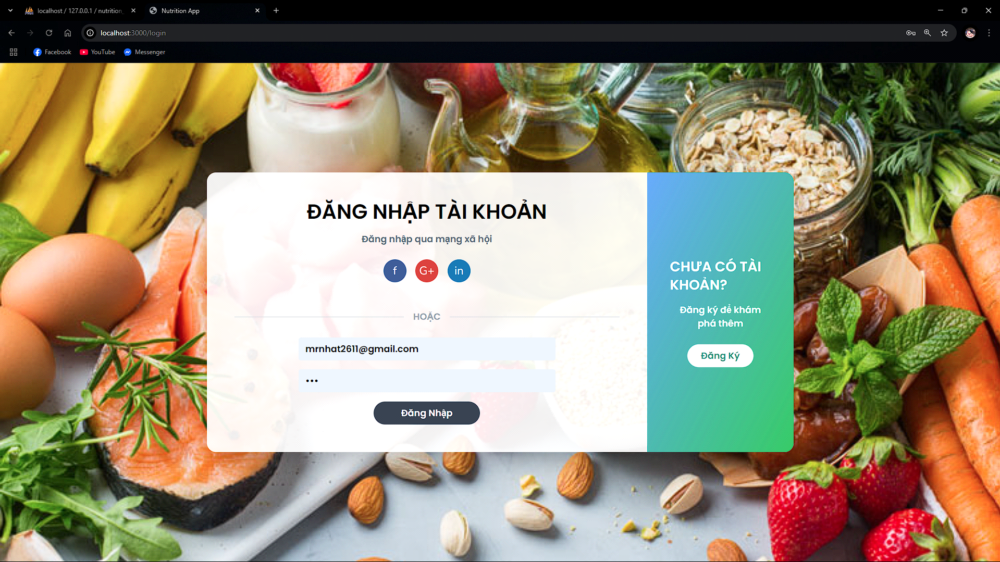 localhost / 127.0.0.1 / nutrition_
Nutrition App
localhost:3000/login
Facebook
YouTube
Messenger
ĐĂNG NHẬP TÀI KHOẢN
Đăng nhập qua mạng xã hội
f
G+
in
HOẶC
mrnhat2611@gmail.com
•••
Đăng Nhập
CHƯA CÓ TÀI
KHOẢN?
Đăng ký để khám
phá thêm
Đăng Ký